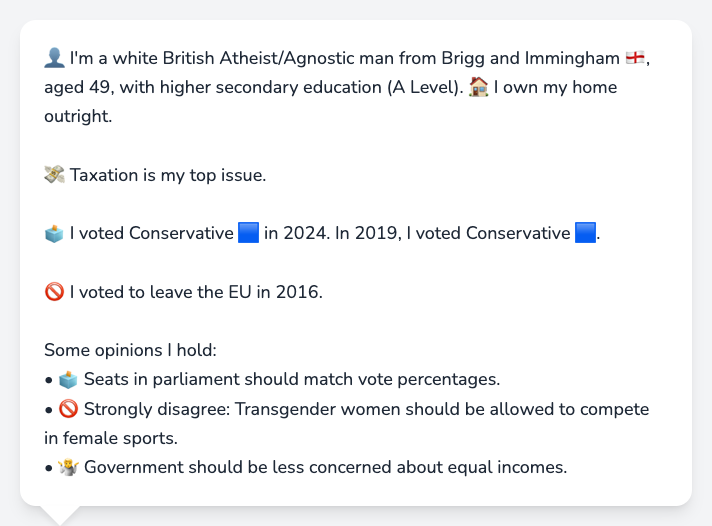 👤 I'm a white British Atheist/Agnostic man from Brigg and Immingham 🏴󠁧󠁢󠁥󠁮󠁧󠁿,
aged 49, with higher secondary education (A Level). 🏠 I own my home
outright.
💸 Taxation is my top issue.
🗳️ I voted Conservative 🟦 in 2024. In 2019, I voted Conservative 🟦.
🚫 I voted to leave the EU in 2016.
Some opinions I hold:
• 🗳️ Seats in parliament should match vote percentages.
• 🚫 Strongly disagree: Transgender women should be allowed to compete
in female sports.
• 🤷 Government should be less concerned about equal incomes.